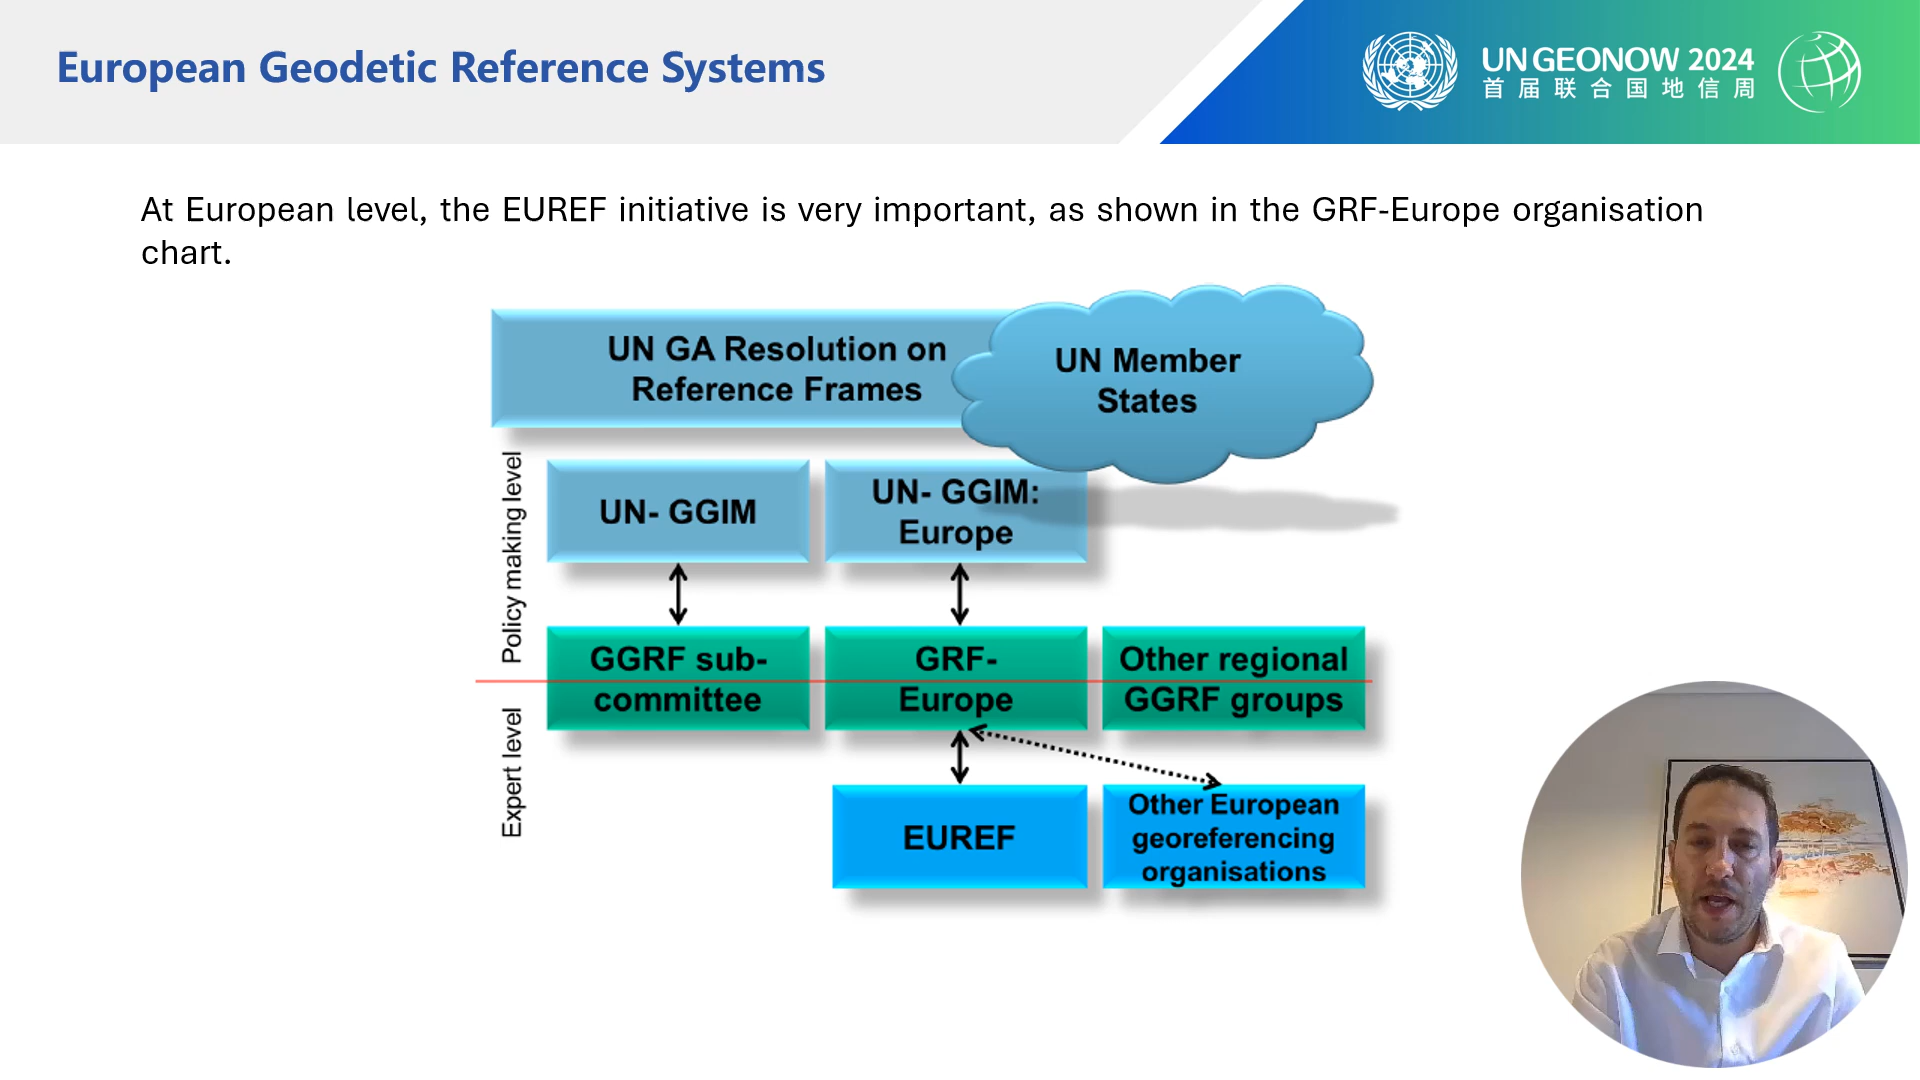 European Geodetic Reference Systems
UN GEONOW 2024
首届联合国地信周
At European level, the EUREF initiative is very important, as shown in the GRF-Europe organisation
chart.
UN GA Resolution on
Reference Frames
UN Member
States
Policy making level
UN- GGIM
UN- GGIM:
Europe
GGRF sub-
committee
GRF-
Europe
Other regional
GGRF groups
Expert level
EUREF
Other European
georeferencing
organisations